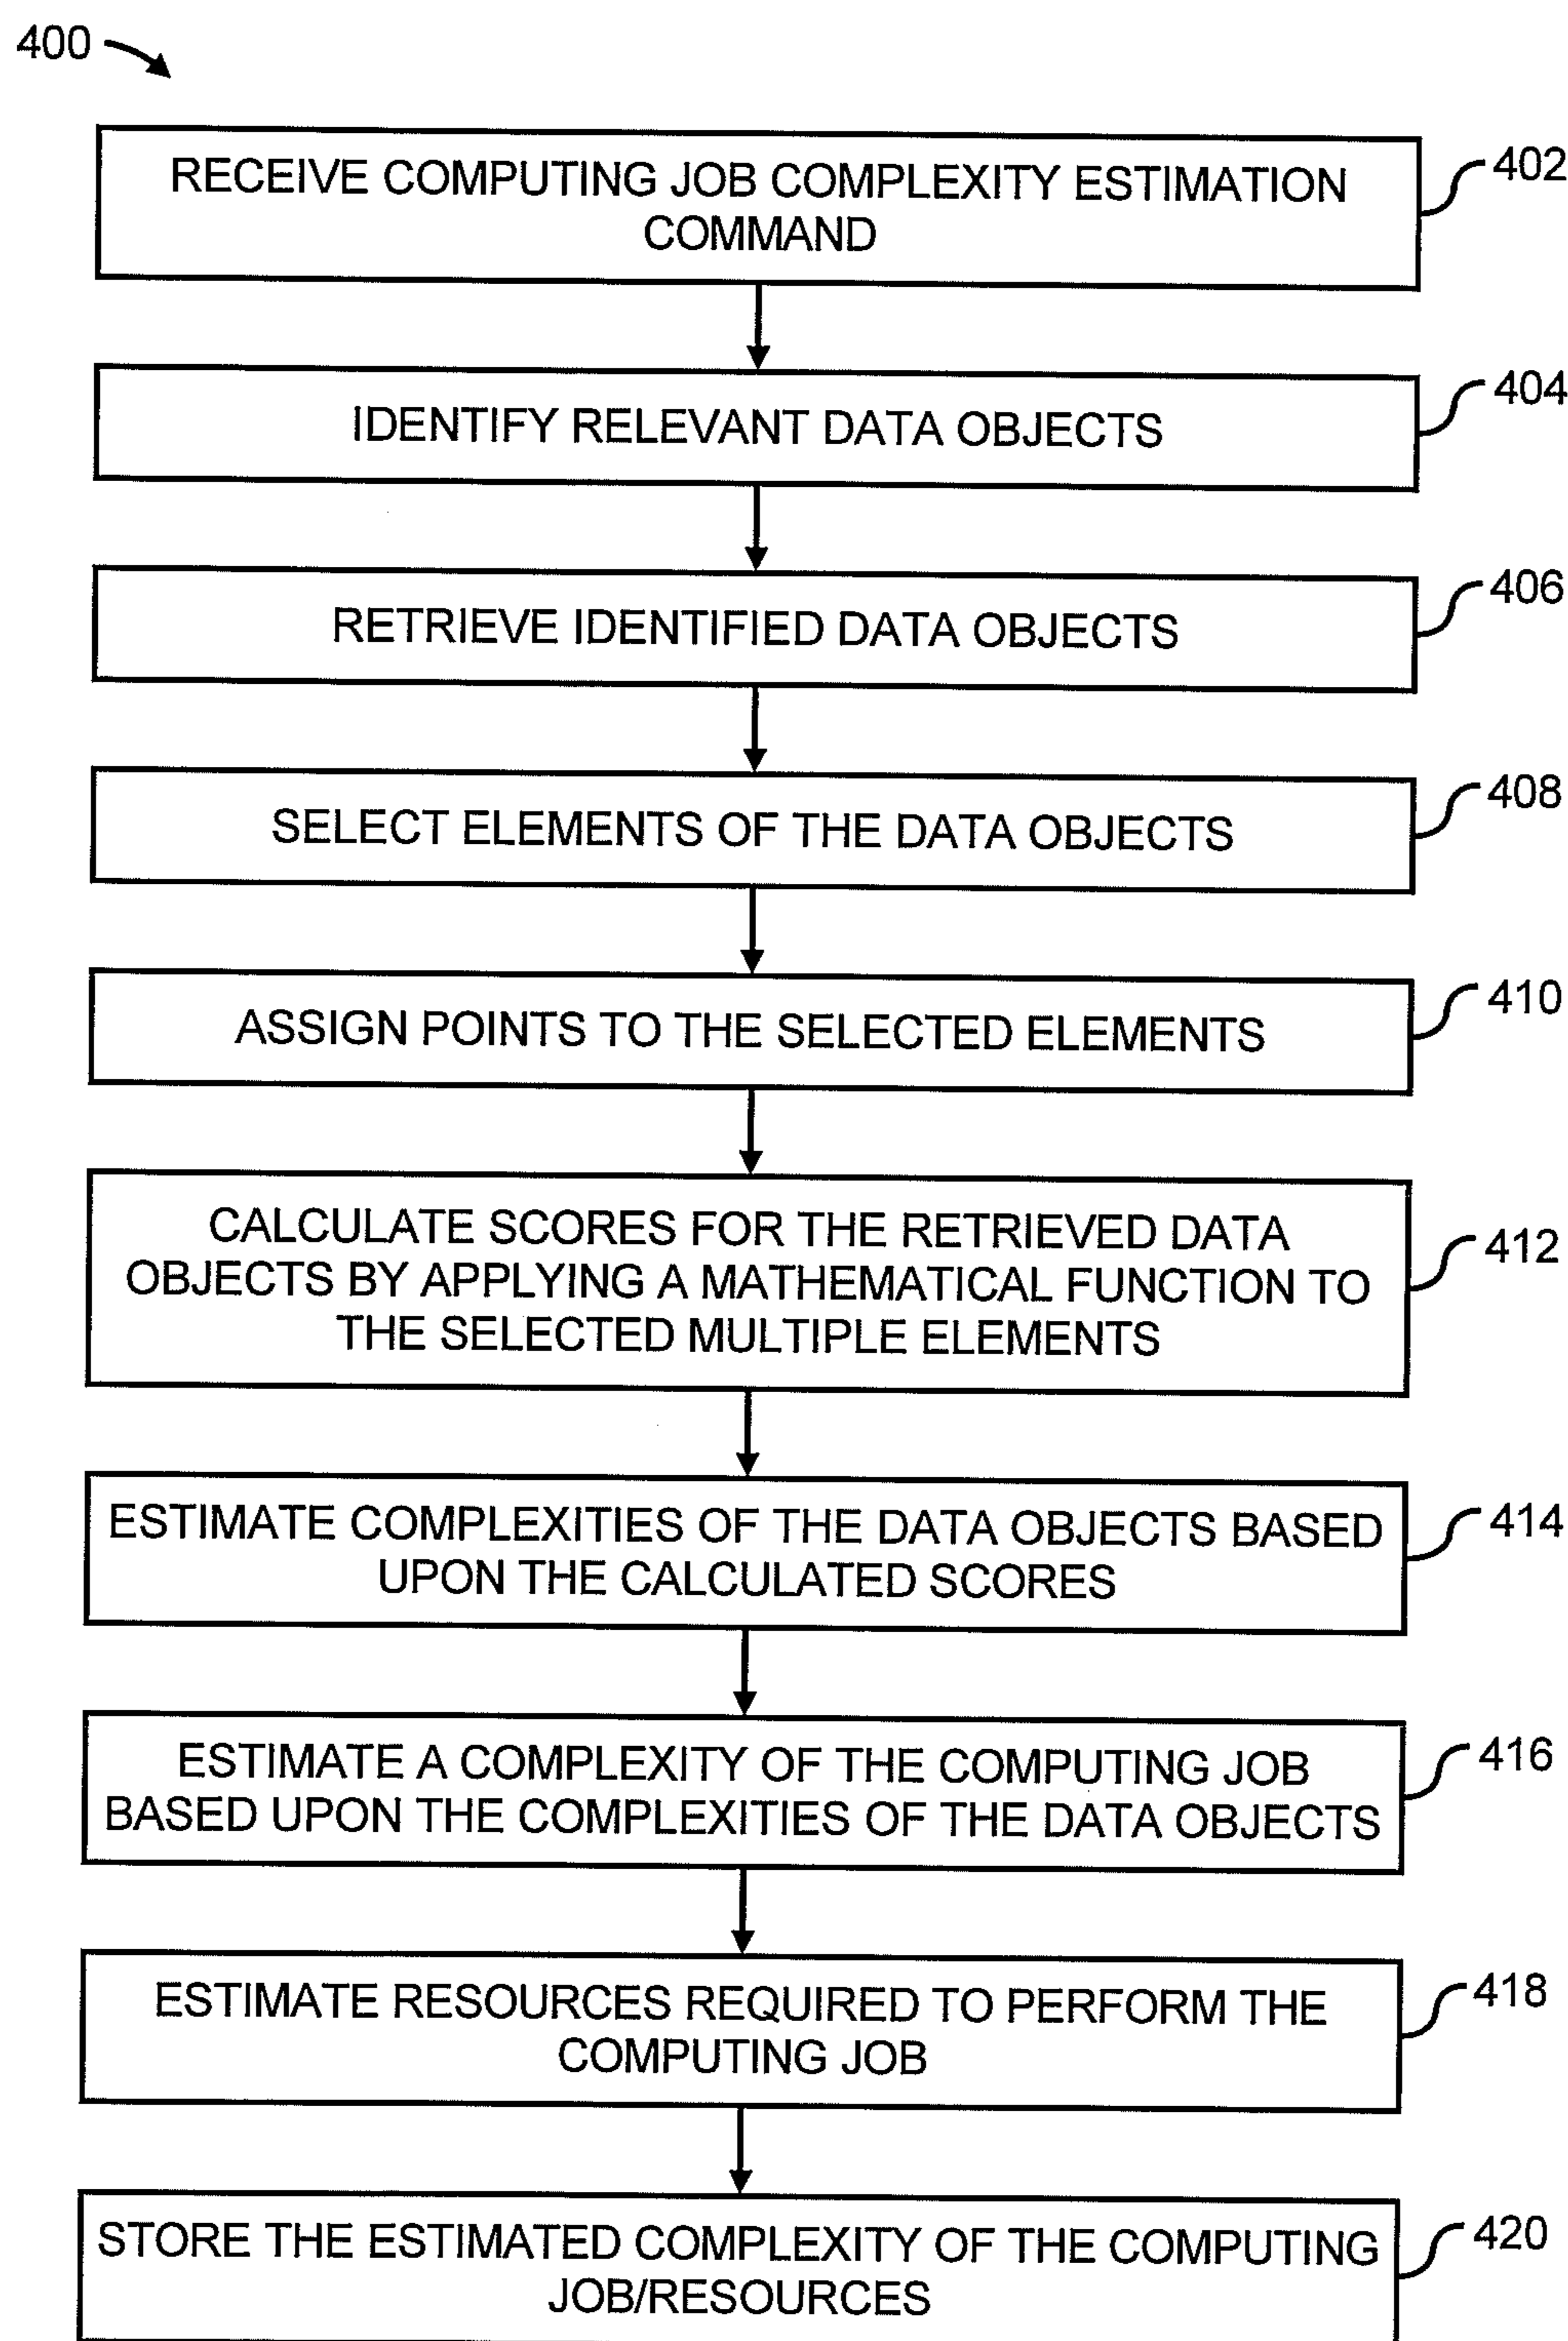 400
RECEIVE COMPUTING JOB COMPLEXITY ESTIMATION
COMMAND
402
IDENTIFY RELEVANT DATA OBJECTS
404
RETRIEVE IDENTIFIED DATA OBJECTS
406
SELECT ELEMENTS OF THE DATA OBJECTS
408
ASSIGN POINTS TO THE SELECTED ELEMENTS
410
CALCULATE SCORES FOR THE RETRIEVED DATA
OBJECTS BY APPLYING A MATHEMATICAL FUNCTION TO
THE SELECTED MULTIPLE ELEMENTS
412
ESTIMATE COMPLEXITIES OF THE DATA OBJECTS BASED
UPON THE CALCULATED SCORES
414
ESTIMATE A COMPLEXITY OF THE COMPUTING JOB
BASED UPON THE COMPLEXITIES OF THE DATA OBJECTS
416
ESTIMATE RESOURCES REQUIRED TO PERFORM THE
COMPUTING JOB
418
STORE THE ESTIMATED COMPLEXITY OF THE COMPUTING
JOB/RESOURCES
420